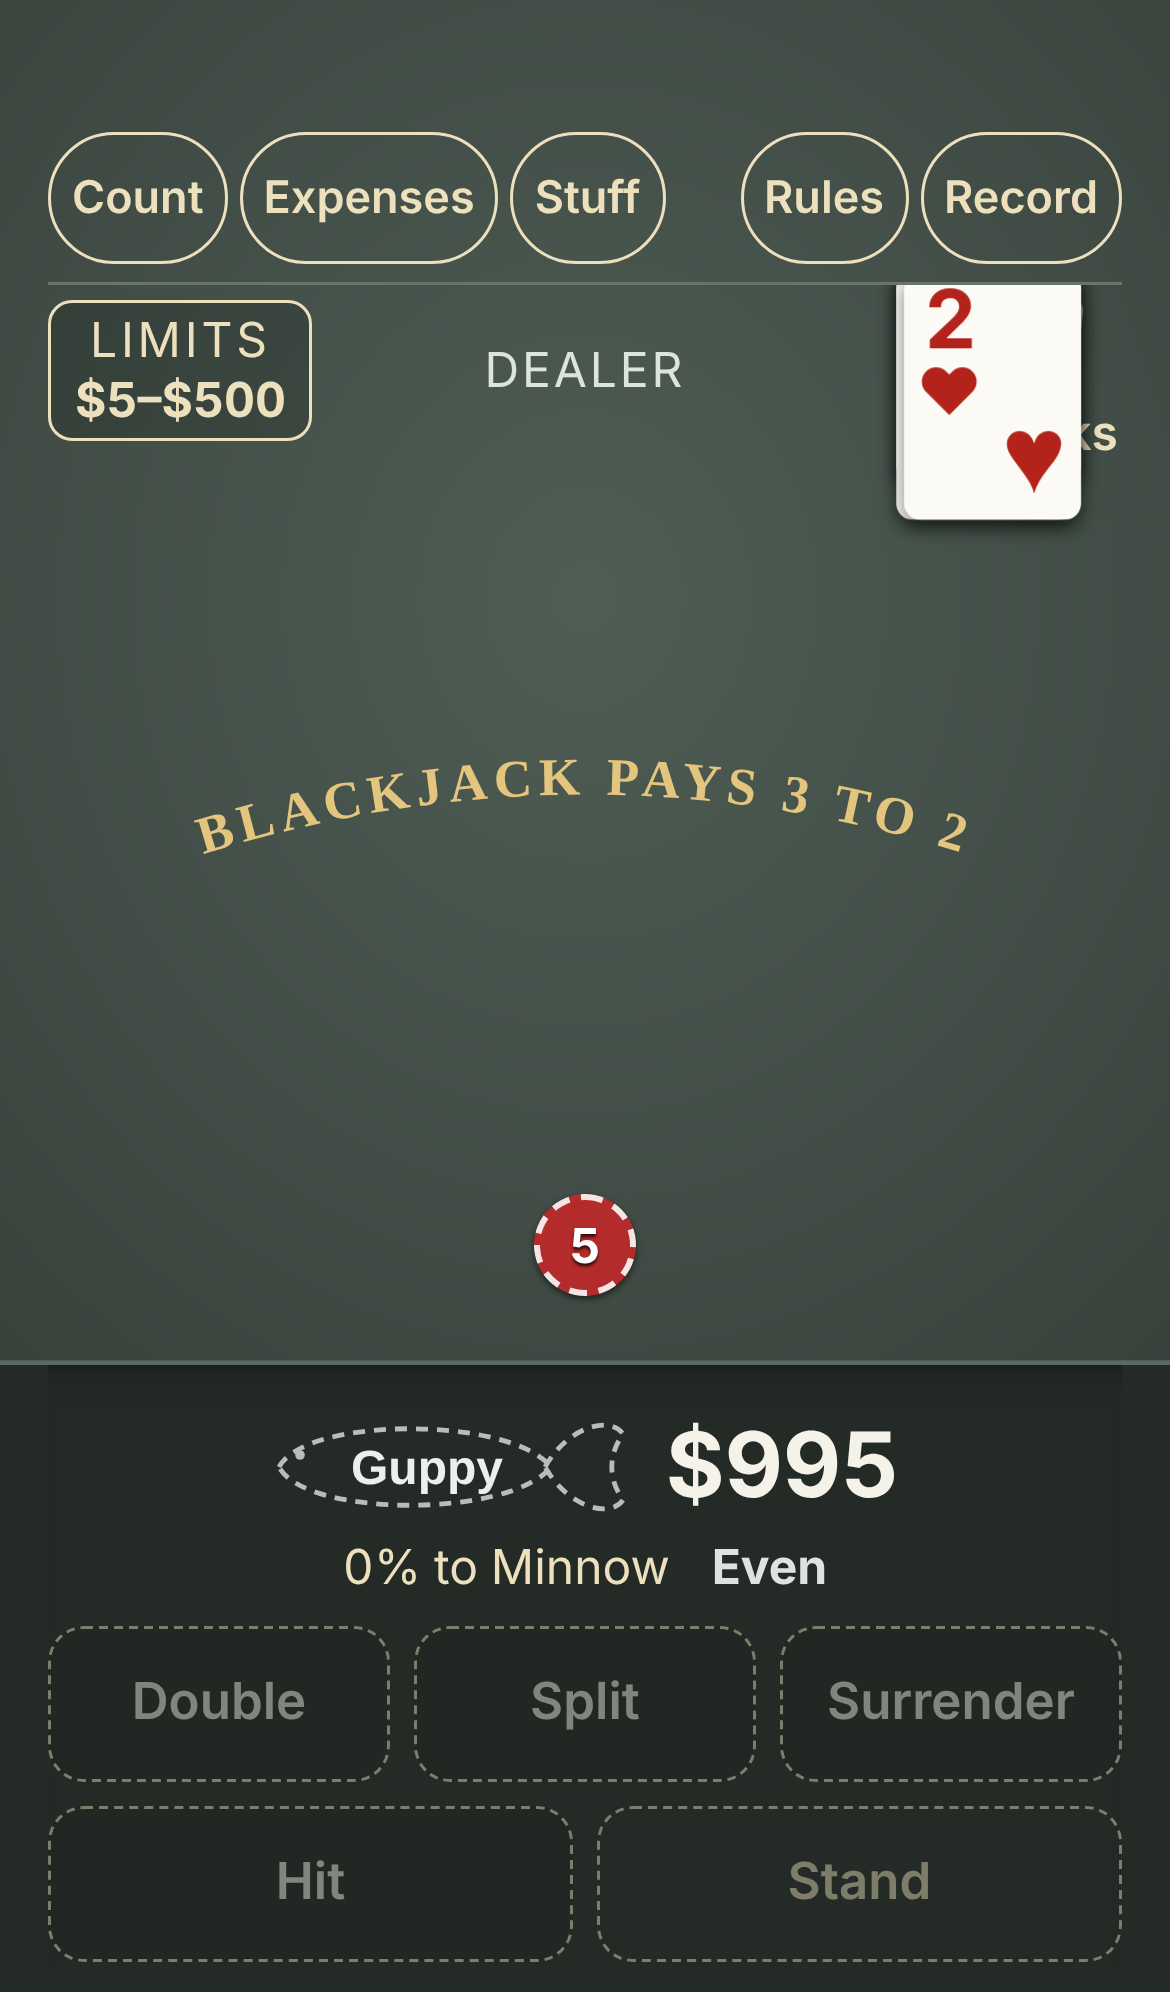 Count Expenses Stuff Rules Record
LIMITS
$5–$500
DEALER
2
BLACKJACK PAYS 3 TO 2
5
Guppy $995
0% to Minnow Even
Double Split Surrender
Hit Stand